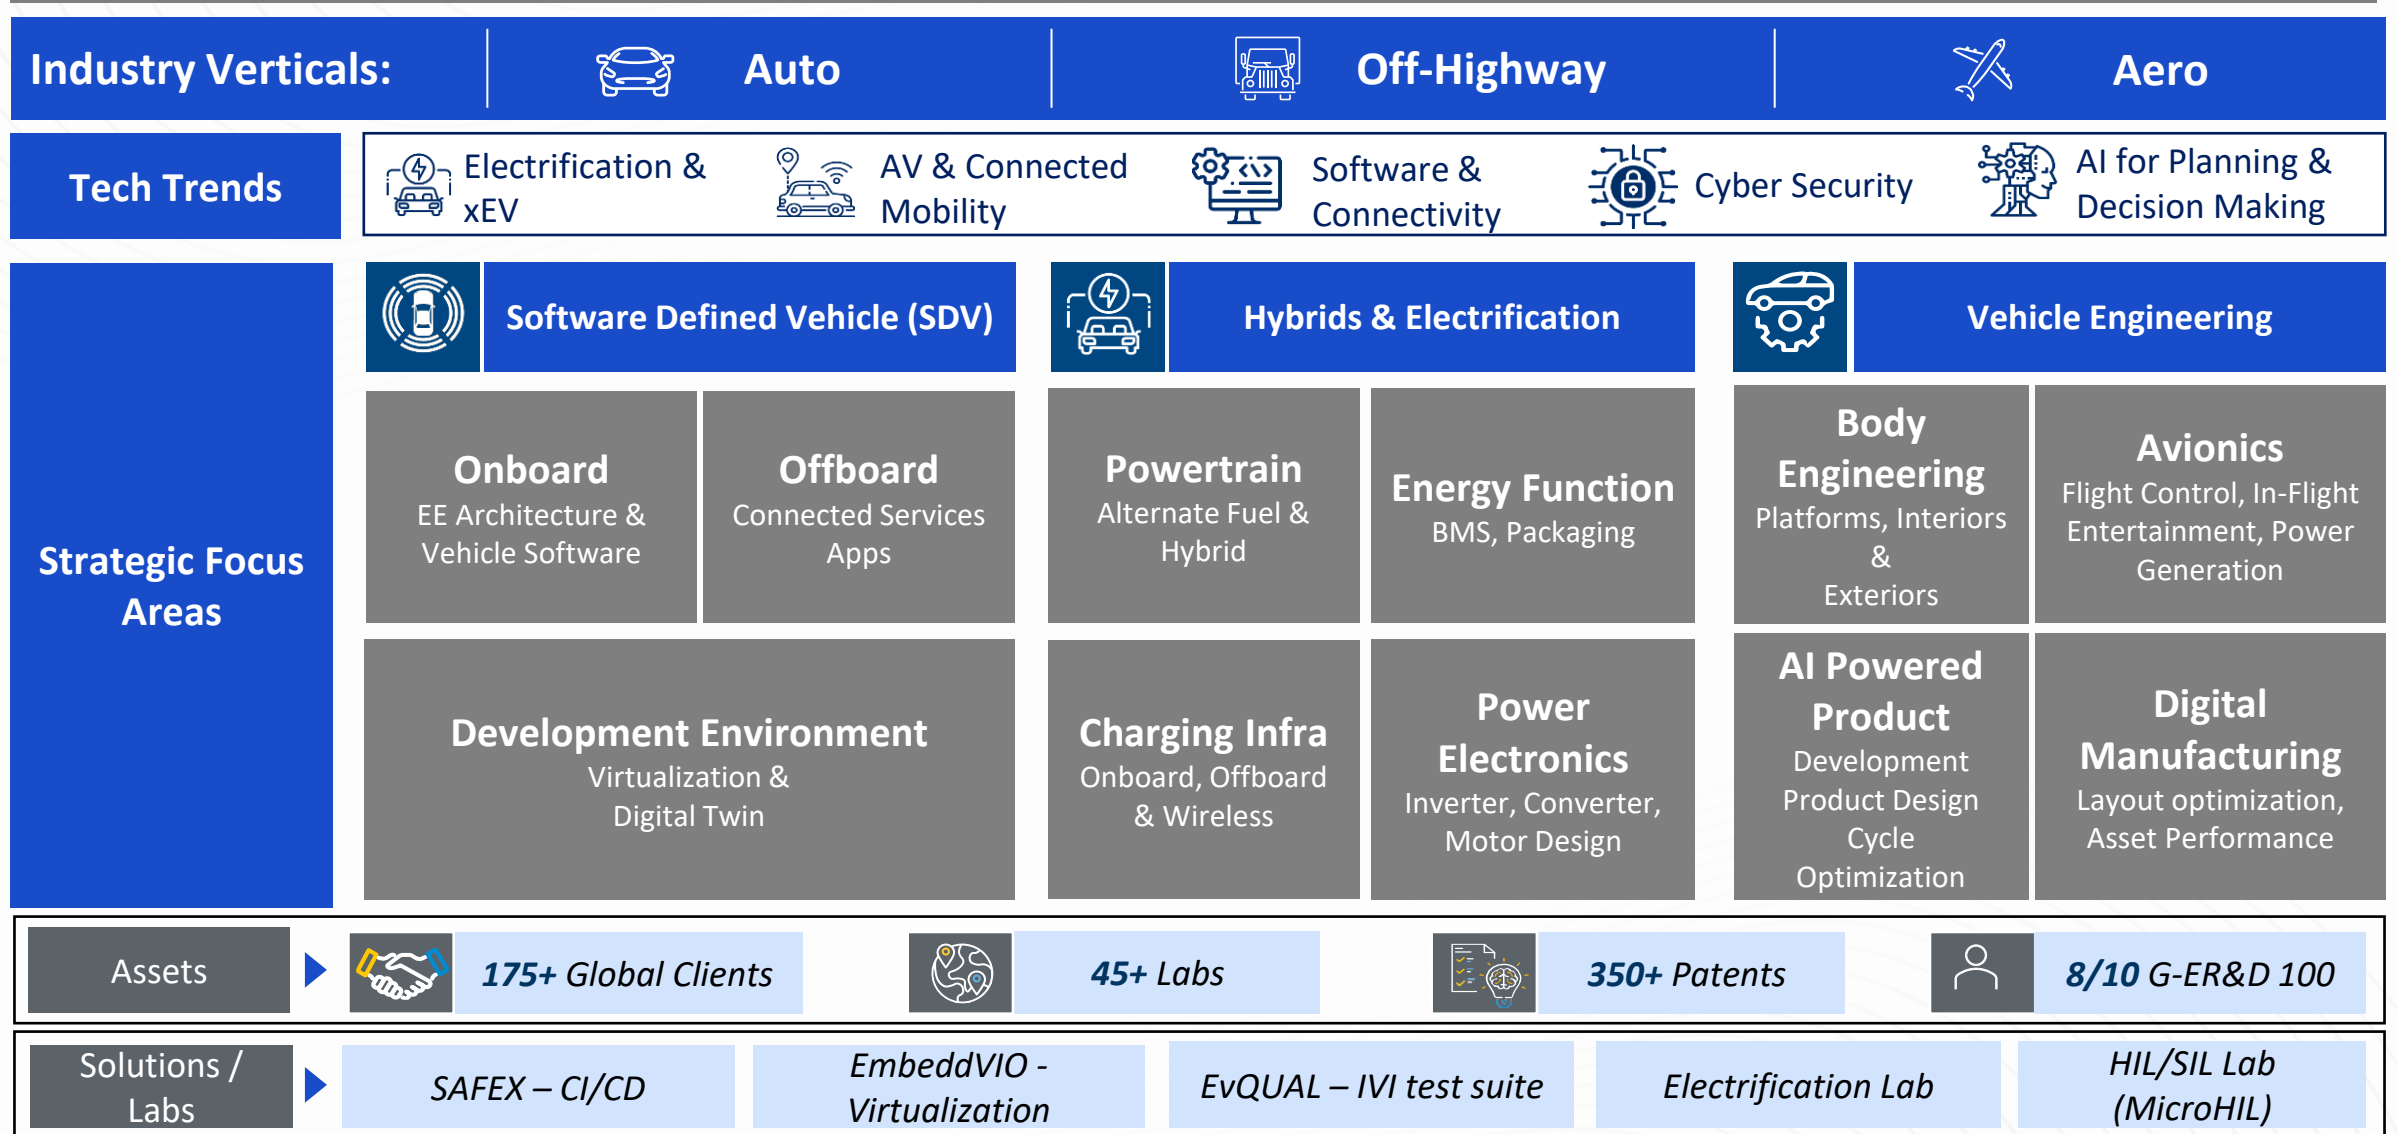 Industry Verticals:
Auto
Off-Highway
Aero
Tech Trends
Electrification &
xEV
AV & Connected
Mobility
Software &
Connectivity
Cyber Security
AI for Planning &
Decision Making
Strategic Focus
Areas
Software Defined Vehicle (SDV)
Onboard
EE Architecture &
Vehicle Software
Offboard
Connected Services
Apps
Development Environment
Virtualization &
Digital Twin
Hybrids & Electrification
Powertrain
Alternate Fuel &
Hybrid
Energy Function
BMS, Packaging
Charging Infra
Onboard, Offboard
& Wireless
Power
Electronics
Inverter, Converter,
Motor Design
Vehicle Engineering
Body
Engineering
Platforms, Interiors
&
Exteriors
Avionics
Flight Control, In-Flight
Entertainment, Power
Generation
AI Powered
Product
Development
Product Design
Cycle
Optimization
Digital
Manufacturing
Layout optimization,
Asset Performance
Assets
175+ Global Clients
45+ Labs
350+ Patents
8/10 G-ER&D 100
Solutions /
Labs
SAFEX – CI/CD
EmbeddVIO -
Virtualization
EvQUAL – IVI test suite
Electrification Lab
HIL/SIL Lab
(MicroHIL)